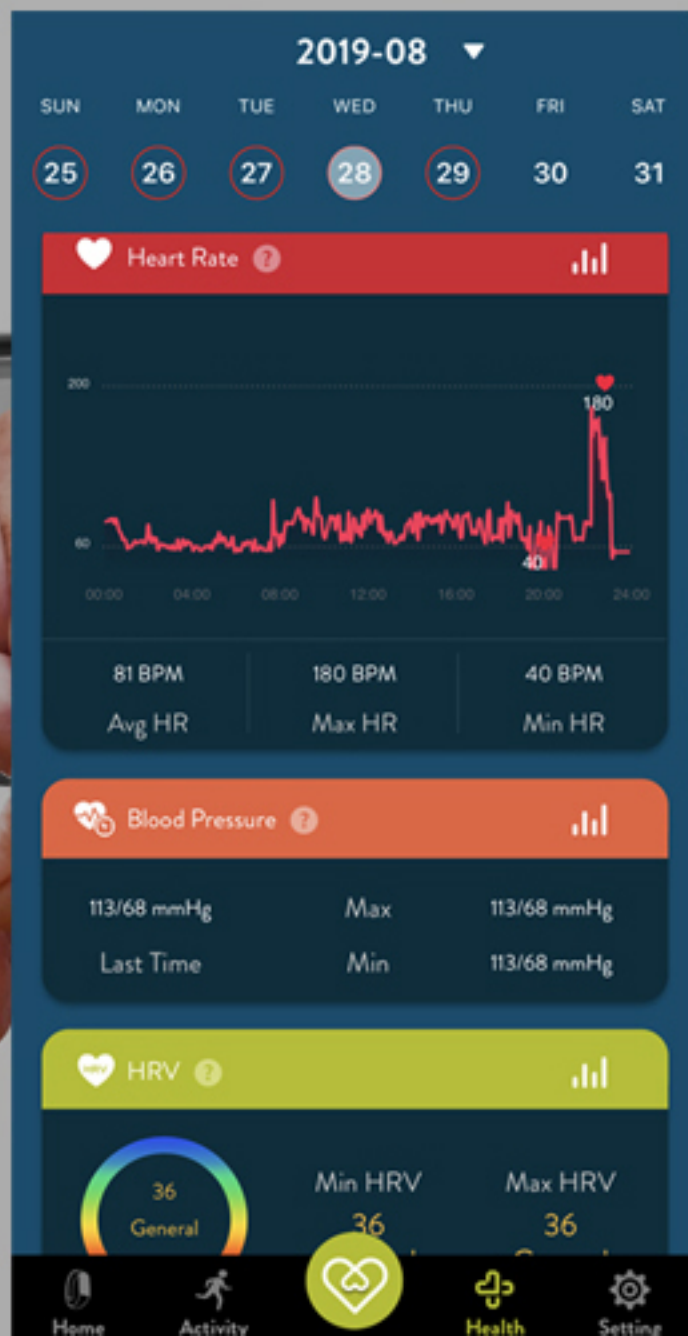 2019-08
SUN MON TUE WED THU FRI SAT
25 26 27 28 29 30 31
Heart Rate ?
200
180
60
40
00:00 04:00 08:00 12:00 16:00 20:00 24:00
81 BPM 180 BPM 40 BPM
Avg HR Max HR Min HR
Blood Pressure ?
113/68 mmHg Max 113/68 mmHg
Last Time Min 113/68 mmHg
HRV HRV ?
36 Min HRV Max HRV
General 36 36
Home Activity Health Setting